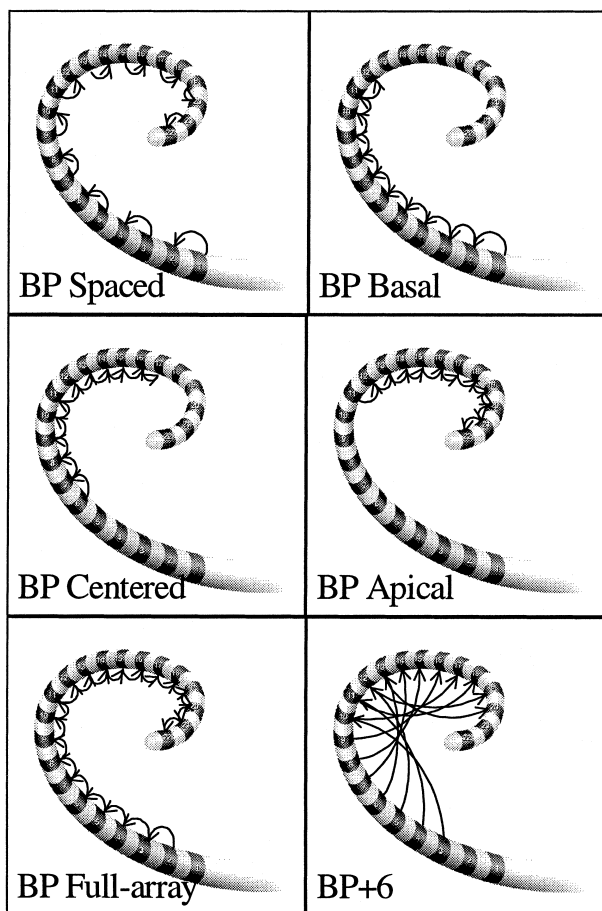 BP Spaced
BP Basal
BP Centered
BP Apical
BP Full-array
BP+6